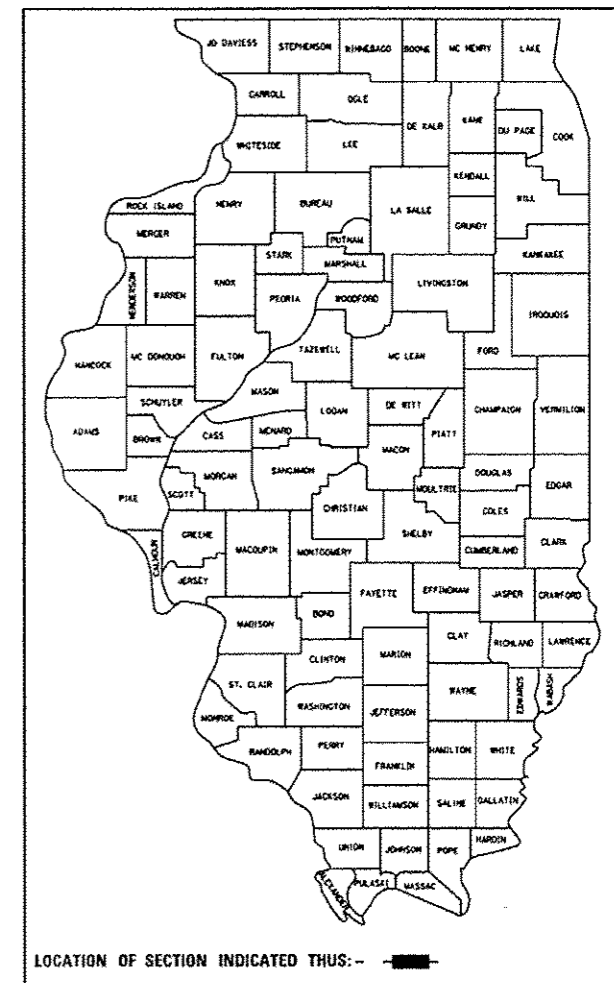 JO DAVIESS STEPHENSON WINNEBAGO BOONE MC HENRY LAKE
CARROLL OGLE DE KALB KANE DU PAGE COOK
WHITESIDE LEE
KENDALL WILL
ROCK ISLAND HENRY BUREAU LA SALLE GRUNDY
MERCER PUTNAM KANKAKEE
STARK MARSHALL
HENDERSON WARREN KNOX PEORIA WOODFORD LIVINGSTON IROQUOIS
HANCOCK MC DONOUGH FULTON TAZEWELL MC LEAN FORD
SCHUYLER MASON LOGAN DE WITT CHAMPAIGN VERMILION
ADAMS BROWN CASS MENARD MACON PIATT
PIKE SCOTT MORGAN SANGAMON CHRISTIAN MOULTRIE DOUGLAS EDGAR
COLES
CALHOUN GREENE MACOUPIN MONTGOMERY SHELBY CUMBERLAND CLARK
JERSEY FAYETTE EFFINGHAM JASPER CRAWFORD
MADISON BOND
CLINTON MARION CLAY RICHLAND LAWRENCE
ST. CLAIR WAYNE EDWARDS WABASH
MONROE WASHINGTON JEFFERSON
RANDOLPH PERRY HAMILTON WHITE
FRANKLIN
JACKSON WILLIAMSON SALINE GALLATIN
UNION JOHNSON POPE HARDIN
ALEXANDER PULASKI MASSAC
LOCATION OF SECTION INDICATED THUS: -